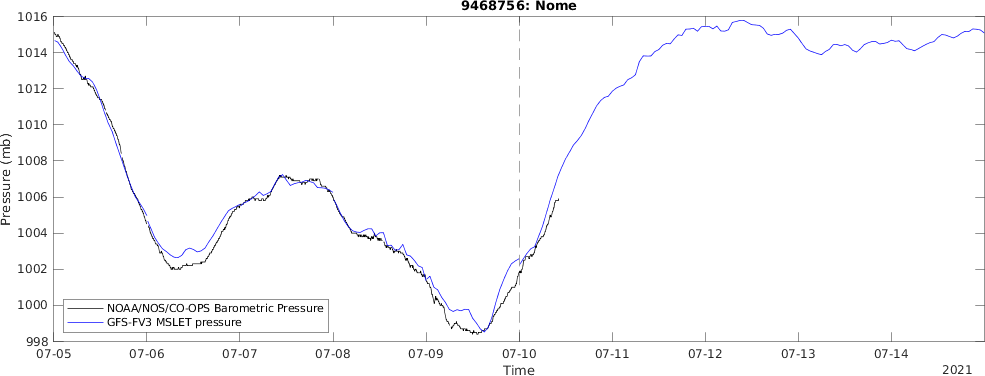 9468756: Nome
1016
1014
1012
1010
1008
1006
1004
1002
1000
998
Pressure (mb)
NOAA/NOS/CO-OPS Barometric Pressure
GFS-FV3 MSLET pressure
07-05 07-06 07-07 07-08 07-09 07-10 07-11 07-12 07-13 07-14
Time
2021